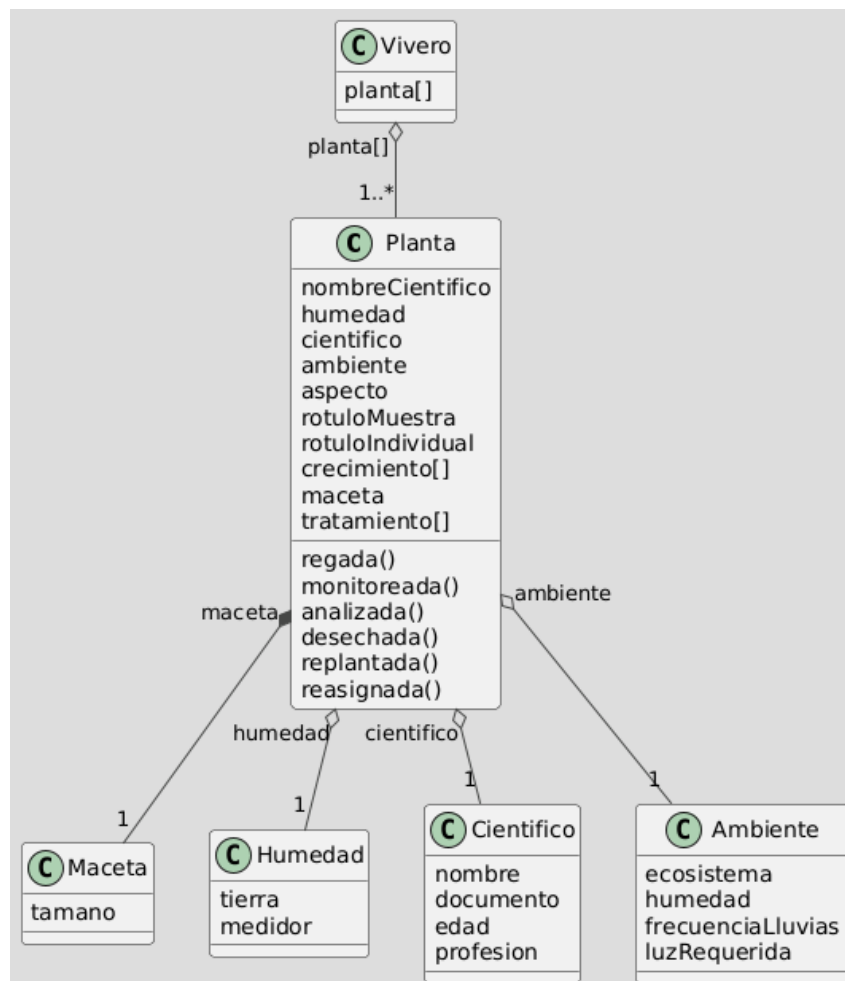 C Vivero
planta[]
planta[]
1..*
C Planta
nombreCientifico
humedad
cientifico
ambiente
aspecto
rotuloMuestra
rotuloIndividual
crecimiento[]
maceta
tratamiento[]
regada()
monitoreada()
analizada()
desechada()
replantada()
reasignada()
maceta
ambiente
humedad
cientifico
1
1
1
1
C Maceta
tamano
C Humedad
tierra
medidor
C Cientifico
nombre
documento
edad
profesion
C Ambiente
ecosistema
humedad
frecuenciaLluvias
luzRequerida